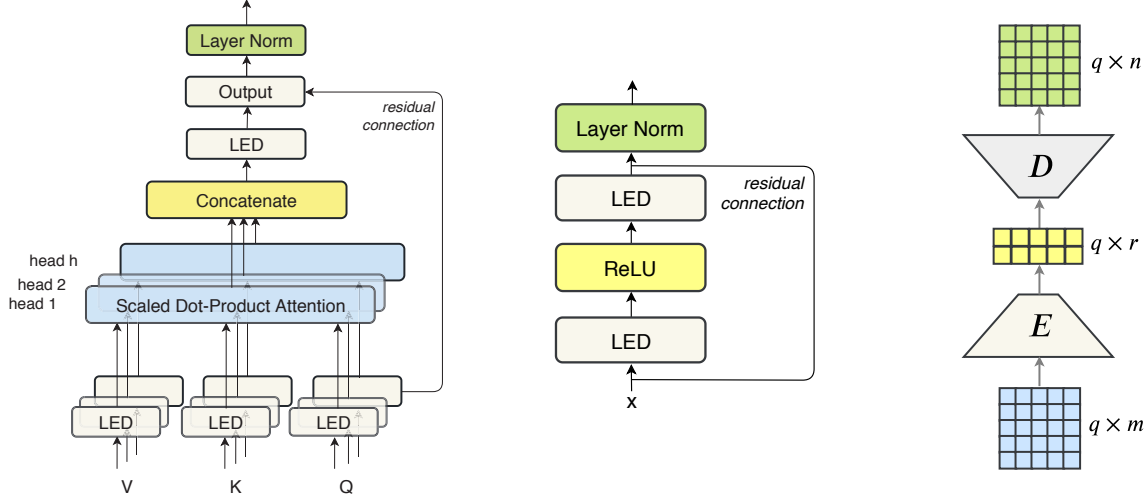 Layer Norm
Output
residual
connection
LED
Concatenate
head h
head 2
head 1
Scaled Dot-Product Attention
LED
LED
LED
V
K
Q
Layer Norm
LED
residual
connection
ReLU
LED
x
q × n
D
q × r
E
q × m